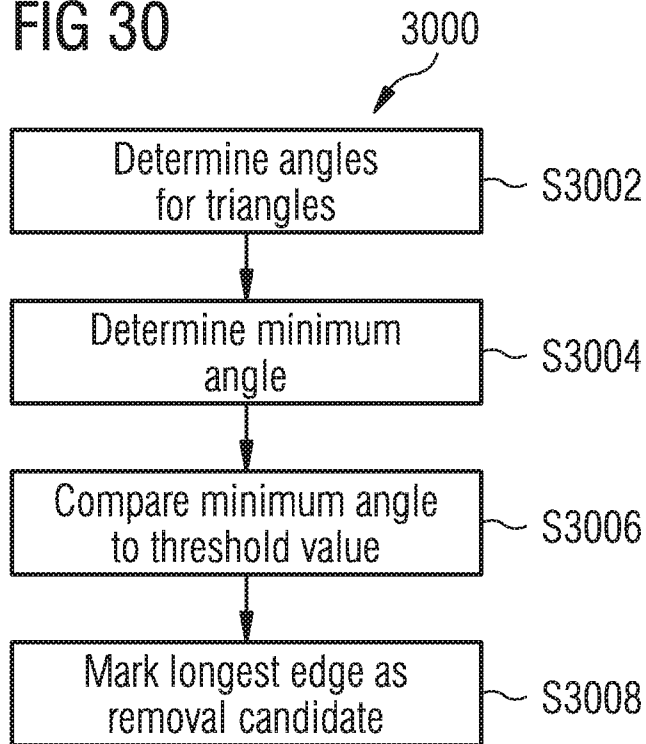 FIG 30
3000
Determine angles
for triangles
S3002
Determine minimum
angle
S3004
Compare minimum angle
to threshold value
S3006
Mark longest edge as
removal candidate
S3008